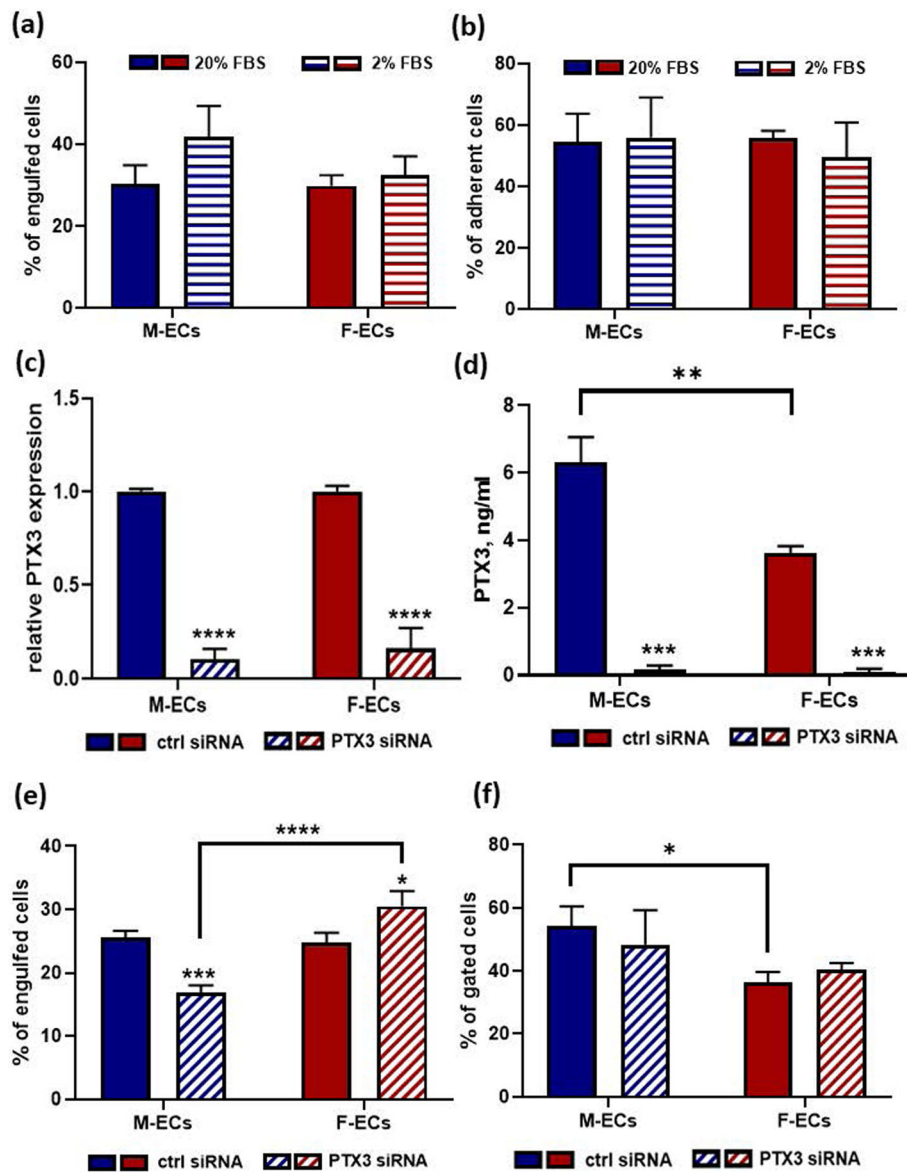 (a)
20% FBS 2% FBS
% of engulfed cells
60
40
20
0
M-ECs F-ECs
(b)
20% FBS 2% FBS
% of adherent cells
80
60
40
20
0
M-ECs F-ECs
(c)
relative PTX3 expression
1.5
1.0
0.5
0.0
**** ****
M-ECs F-ECs
ctrl siRNA PTX3 siRNA
(d)
**
PTX3, ng/ml
8
6
4
2
0
*** ***
M-ECs F-ECs
ctrl siRNA PTX3 siRNA
(e)
****
% of engulfed cells
40
30
20
10
0
***
*
M-ECs F-ECs
ctrl siRNA PTX3 siRNA
(f)
*
% of gated cells
80
60
40
20
0
M-ECs F-ECs
ctrl siRNA PTX3 siRNA